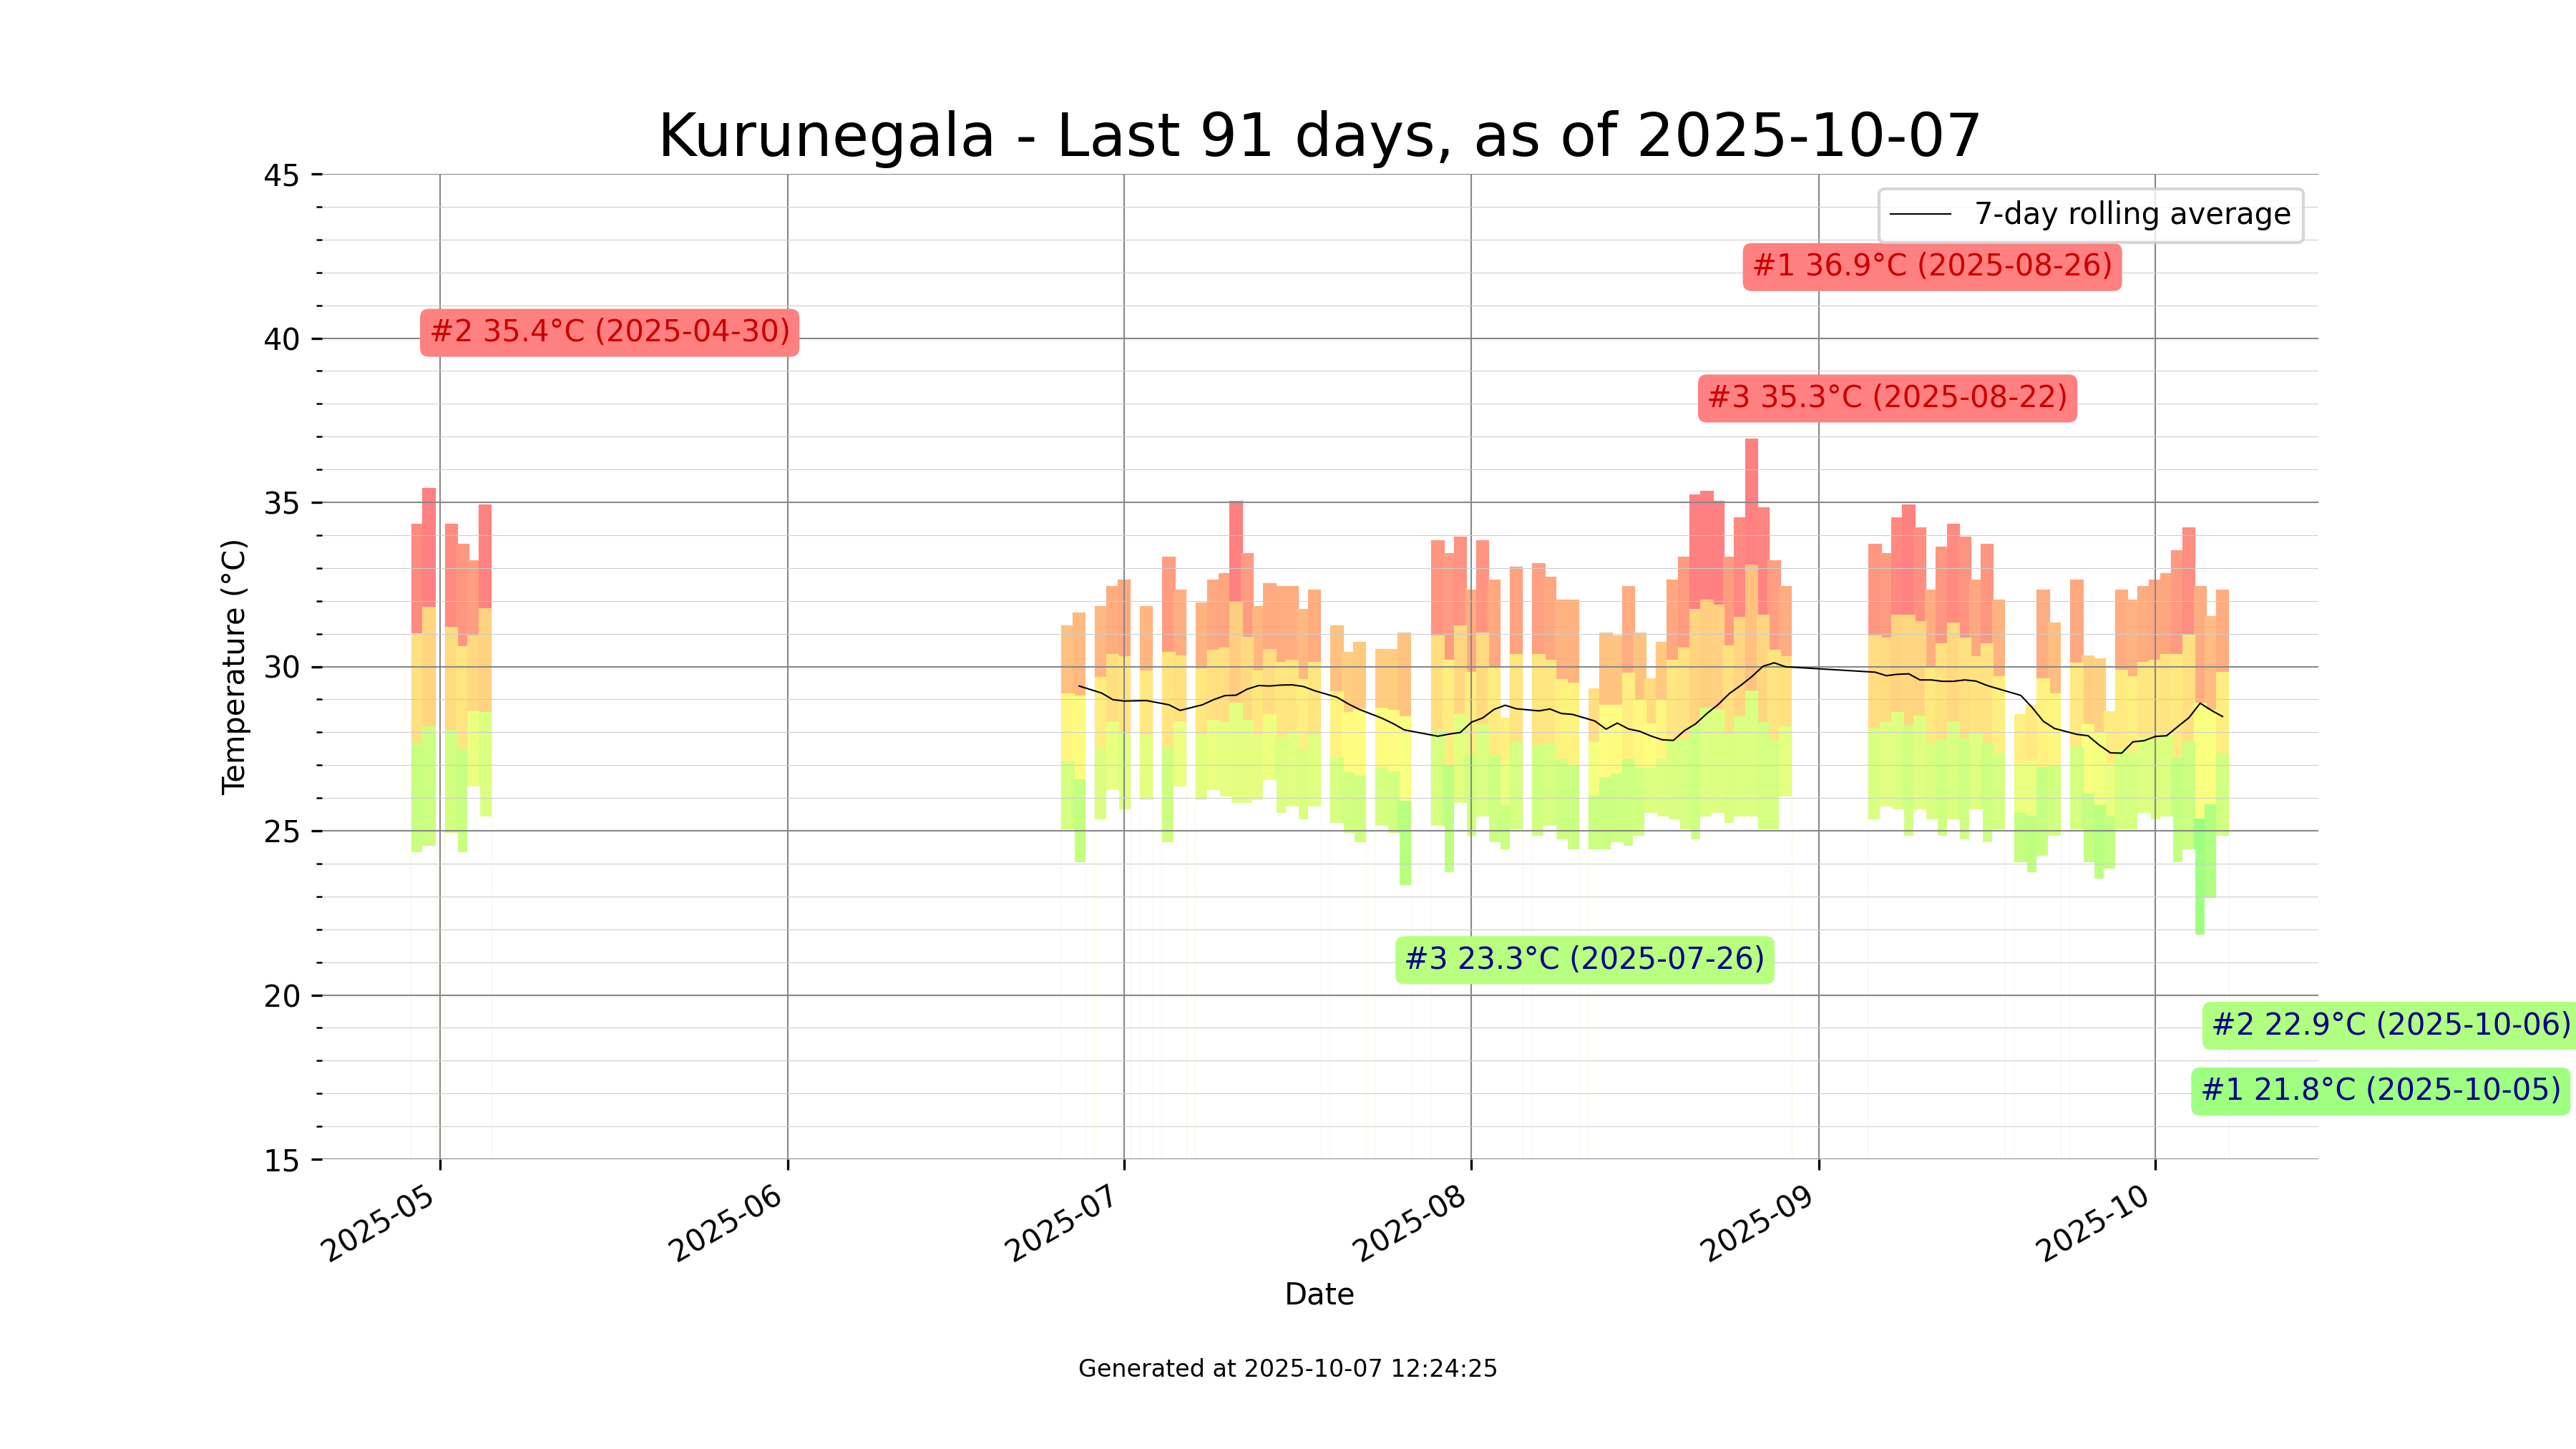 Kurunegala - Last 91 days, as of 2025-10-07
45
40
35
30
25
20
15
Temperature (°C)
7-day rolling average
#1 36.9°C (2025-08-26)
#2 35.4°C (2025-04-30)
#3 35.3°C (2025-08-22)
#3 23.3°C (2025-07-26)
#2 22.9°C (2025-10-06)
#1 21.8°C (2025-10-05)
2025-05
2025-06
2025-07
2025-08
2025-09
2025-10
Date
Generated at 2025-10-07 12:24:25